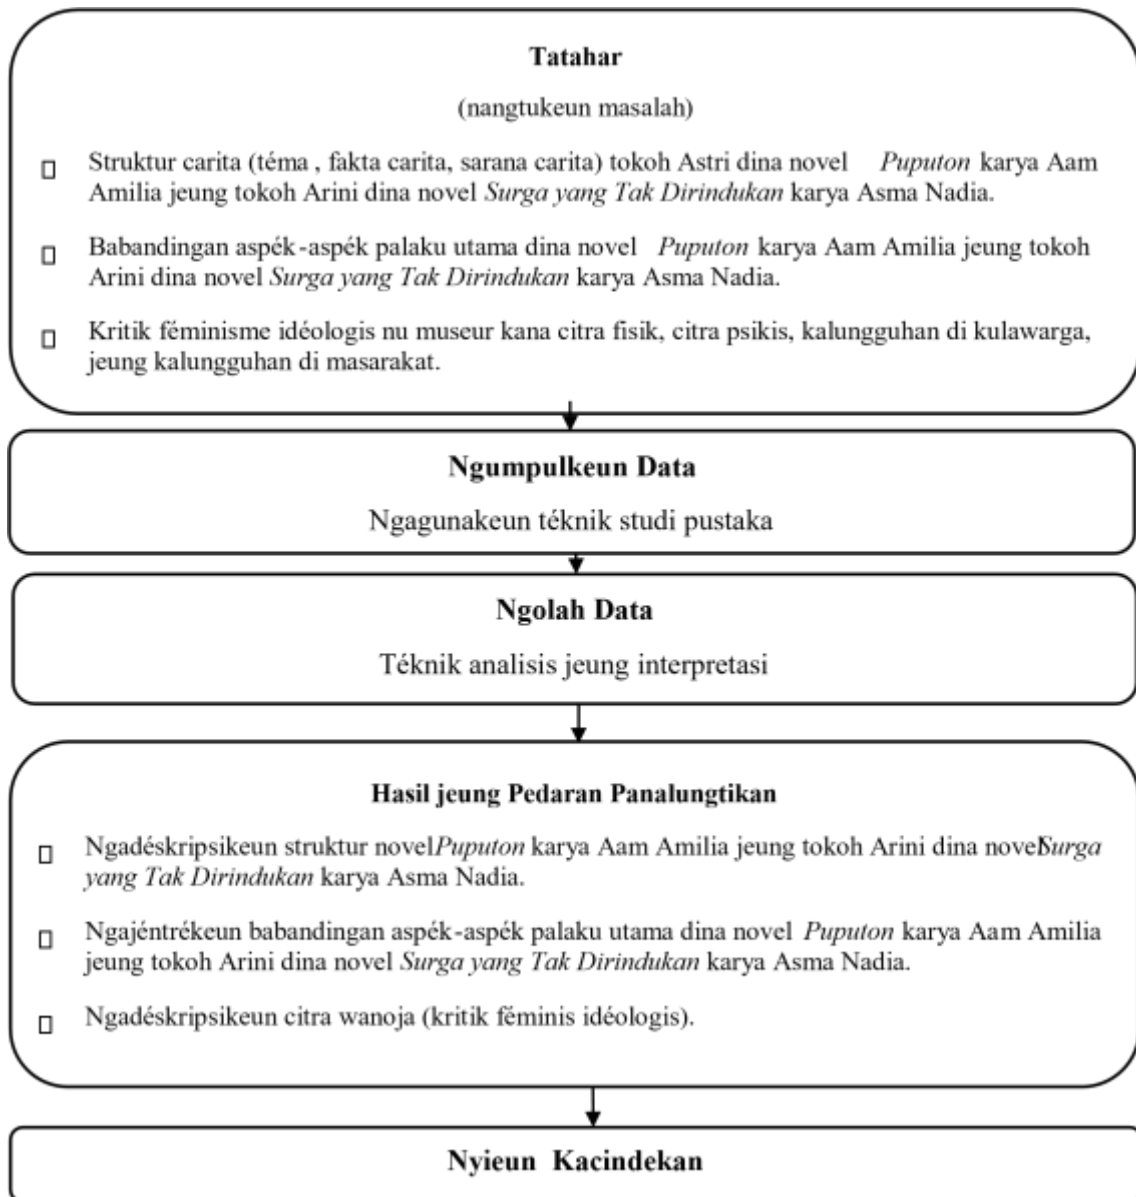 Tatahar
(nangtukeun masalah)
Struktur carita (téma , fakta carita, sarana carita) tokoh Astri dina novel Puputon karya Aam
Amilia jeung tokoh Arini dina novel Surga yang Tak Dirindukan karya Asma Nadia.
Babandingan aspék-aspék palaku utama dina novel Puputon karya Aam Amilia jeung tokoh
Arini dina novel Surga yang Tak Dirindukan karya Asma Nadia.
Kritik féminisme idéologis nu museur kana citra fisik, citra psikis, kalungguhan di kulawarga,
jeung kalungguhan di masarakat.
Ngumpulkeun Data
Ngagunakeun téknik studi pustaka
Ngolah Data
Téknik analisis jeung interpretasi
Hasil jeung Pedaran Panalungtikan
Ngadéskripsikeun struktur novel Puputon karya Aam Amilia jeung tokoh Arini dina novel Surga
yang Tak Dirindukan karya Asma Nadia.
Ngajéntrékeun babandingan aspék-aspék palaku utama dina novel Puputon karya Aam Amilia
jeung tokoh Arini dina novel Surga yang Tak Dirindukan karya Asma Nadia.
Ngadéskripsikeun citra wanoja (kritik féminis idéologis).
Nyieun Kacindekan